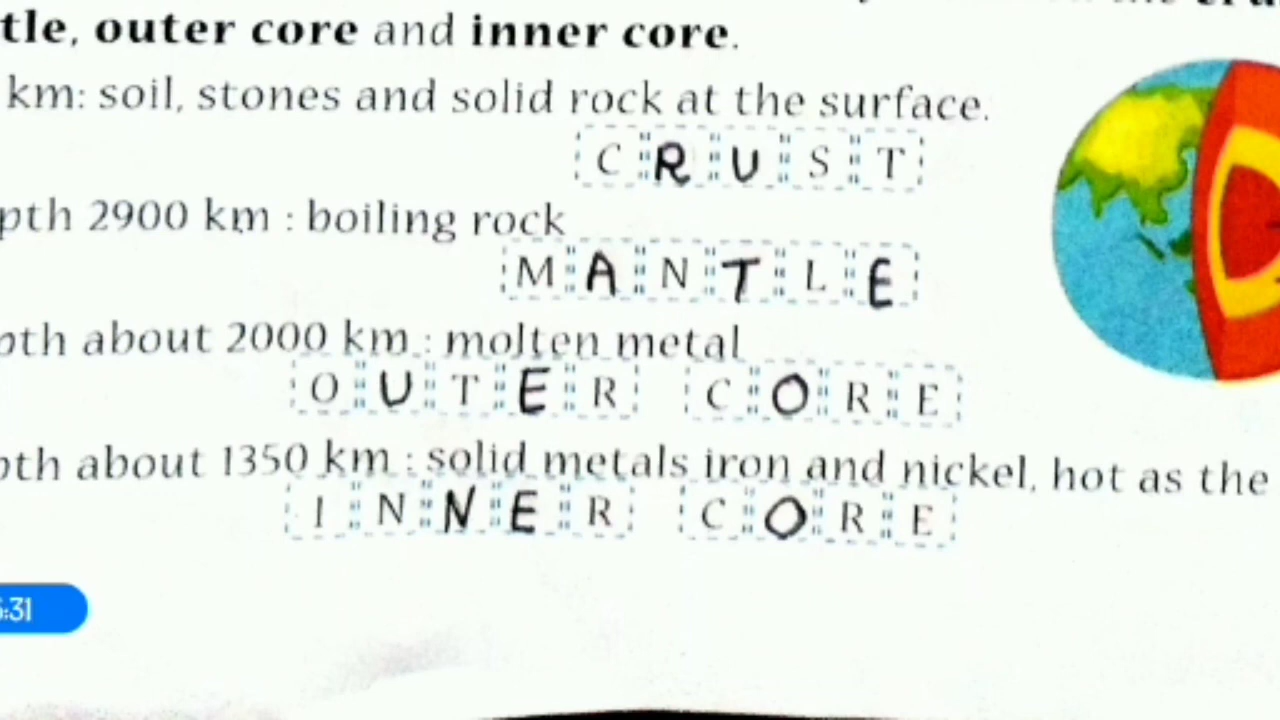 tle, outer core and inner core.
km: soil, stones and solid rock at the surface.
C R U S T
pth 2900 km : boiling rock
M A N T L E
pth about 2000 km : molten metal
O U T E R C O R E
pth about 1350 km : solid metals iron and nickel, hot as the
I N N E R C O R E
:31